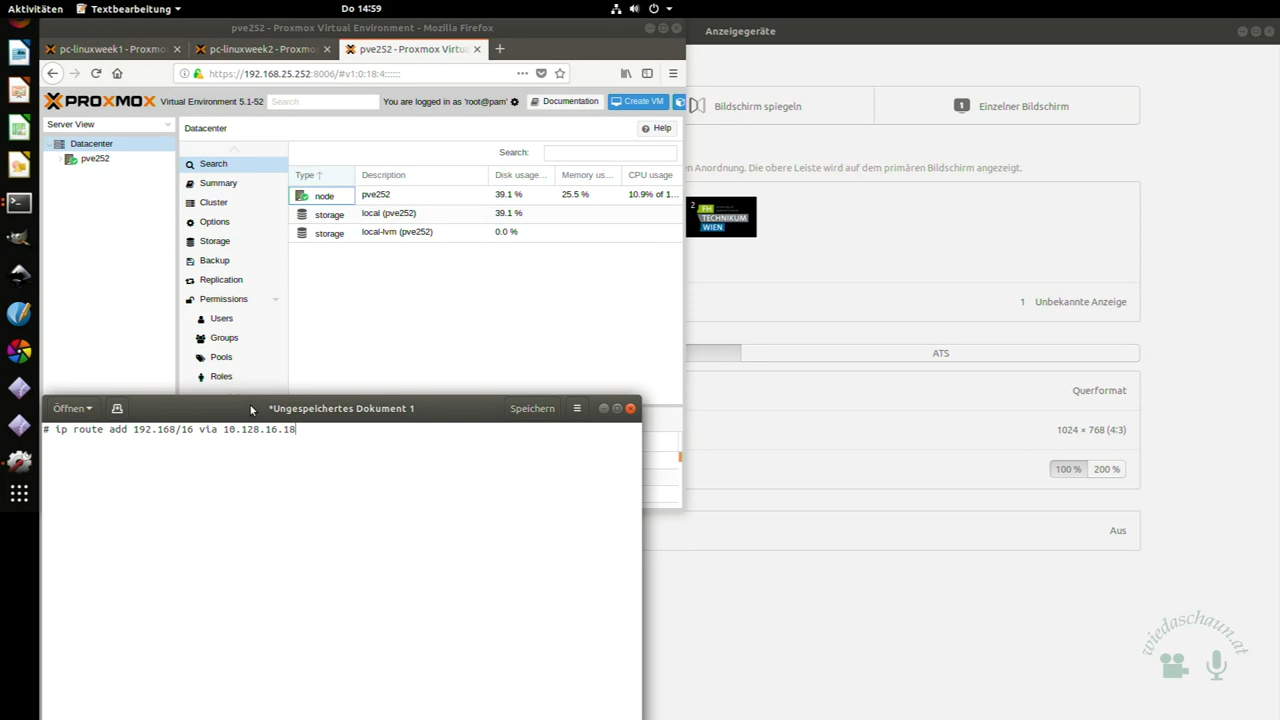 Aktivitäten
Textbearbeitung
Do 14:59
pve252 - Proxmox Virtual Environment - Mozilla Firefox
Anzeigegeräte
pc-linuxweek1 - Proxmo
pc-linuxweek2 - Proxmo
pve252 - Proxmox Virtua
https://192.168.25.252:8006/#v1:0:18:4::::::
PROXMOX
Virtual Environment 5.1-52
Search
You are logged in as 'root@pam'
Documentation
Create VM
Bildschirm spiegeln
1
Einzelner Bildschirm
Server View
Datacenter
pve252
Datacenter
Help
Search
Summary
Cluster
Options
Storage
Backup
Replication
Permissions
Users
Groups
Pools
Roles
Search:
Type
Description
Disk usage...
Memory us...
CPU usage
node
pve252
39.1 %
25.5 %
10.9% of 1...
storage
local (pve252)
39.1 %
storage
local-lvm (pve252)
0.0 %
en Anordnung. Die obere Leiste wird auf dem primären Bildschirm angezeigt.
2
FH
TECHNIKUM
WIEN
1 Unbekannte Anzeige
ATS
Querformat
1024 × 768 (4:3)
100 %
200 %
Aus
Öffnen
*Ungespeichertes Dokument 1
Speichern
# ip route add 192.168/16 via 10.128.16.18
wiedaschaun.at